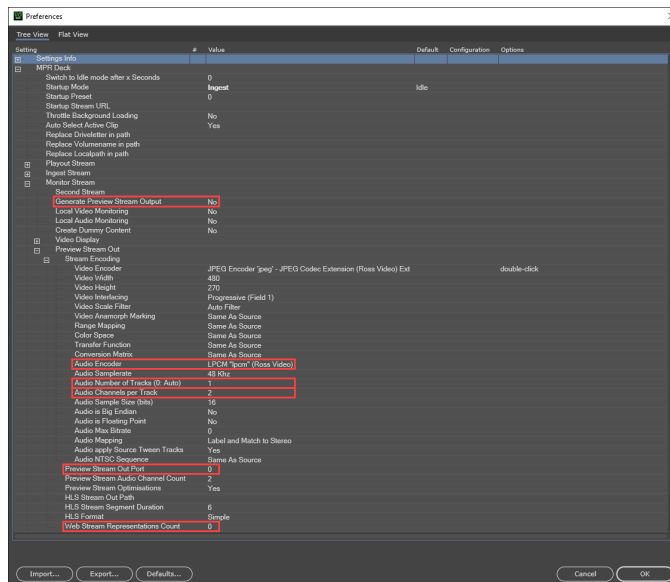 Preferences
Tree View Flat View
Setting # Value Default Configuration Options
Settings Info
MPR Deck
Switch to Idle mode after x Seconds 0
Startup Mode Ingest Idle
Startup Preset 0
Startup Stream URL
Throttle Background Loading No
Auto Select Active Clip Yes
Replace Driveletter in path
Replace Volumename in path
Replace Localpath in path
Playout Stream
Ingest Stream
Monitor Stream
Second Stream
Generate Preview Stream Output No
Local Video Monitoring No
Local Audio Monitoring No
Create Dummy Content No
Video Display
Preview Stream Out
Stream Encoding
Video Encoder JPEG Encoder 'jpeg' - JPEG Codec Extension (Ross Video) Ext double-click
Video Width 480
Video Height 270
Video Interlacing Progressive (Field 1)
Video Scale Filter Auto Filter
Video Anamorph Marking Same As Source
Range Mapping Same As Source
Color Space Same As Source
Transfer Function Same As Source
Conversion Matrix Same As Source
Audio Encoder LPCM "lpcm" (Ross Video)
Audio Samplerate 48 Khz
Audio Number of Tracks (0: Auto) 1
Audio Channels per Track 2
Audio Sample Size (bits) 16
Audio is Big Endian No
Audio is Floating Point No
Audio Max Bitrate 0
Audio Mapping Label and Match to Stereo
Audio apply Source Tween Tracks Yes
Audio NTSC Sequence Same As Source
Preview Stream Out Port 0
Preview Stream Audio Channel Count 2
Preview Stream Optimisations Yes
HLS Stream Out Path
HLS Stream Segment Duration 6
HLS Format Simple
Web Stream Representations Count 0
Import... Export... Defaults... Cancel OK